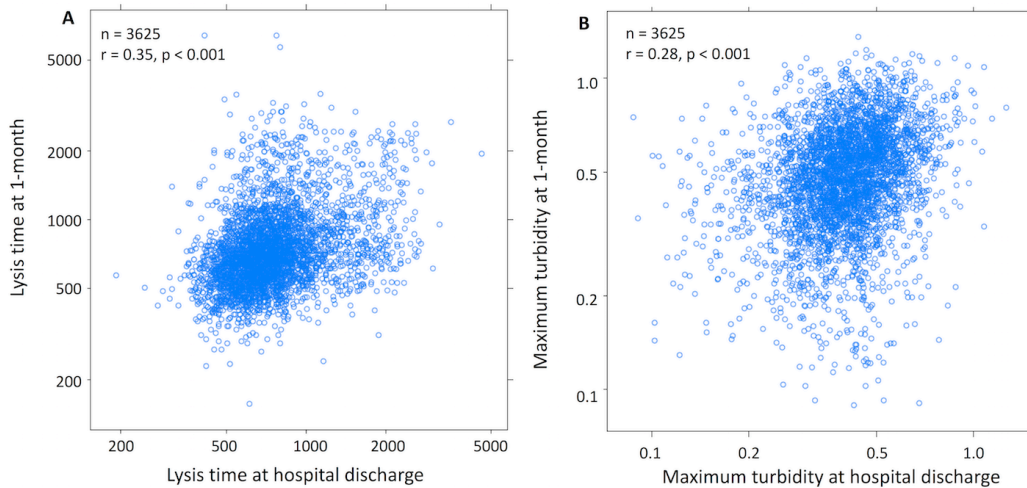 A
n = 3625
r = 0.35, p < 0.001
Lysis time at 1-month
5000
2000
1000
500
200
200 500 1000 2000 5000
Lysis time at hospital discharge
B
n = 3625
r = 0.28, p < 0.001
Maximum turbidity at 1-month
1.0
0.5
0.2
0.1
0.1 0.2 0.5 1.0
Maximum turbidity at hospital discharge